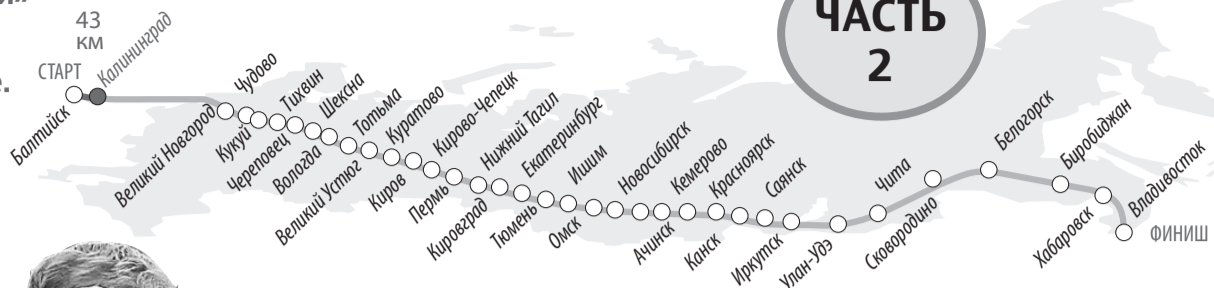 43
км
СТАРТ
Калининград
Балтийск
ЧАСТЬ
2
Великий Новгород
Чудово
Кукуй
Тихвин
Череповец
Шексна
Вологда
Тотьма
Великий Устюг
Куратово
Киров
Кирово-Чепецк
Пермь
Нижний Тагил
Кировград
Екатеринбург
Тюмень
Ишим
Омск
Новосибирск
Ачинск
Кемерово
Канск
Красноярск
Иркутск
Саянск
Улан-Удэ
Чита
Сковородино
Белогорск
Хабаровск
Биробиджан
Владивосток
ФИНИШ